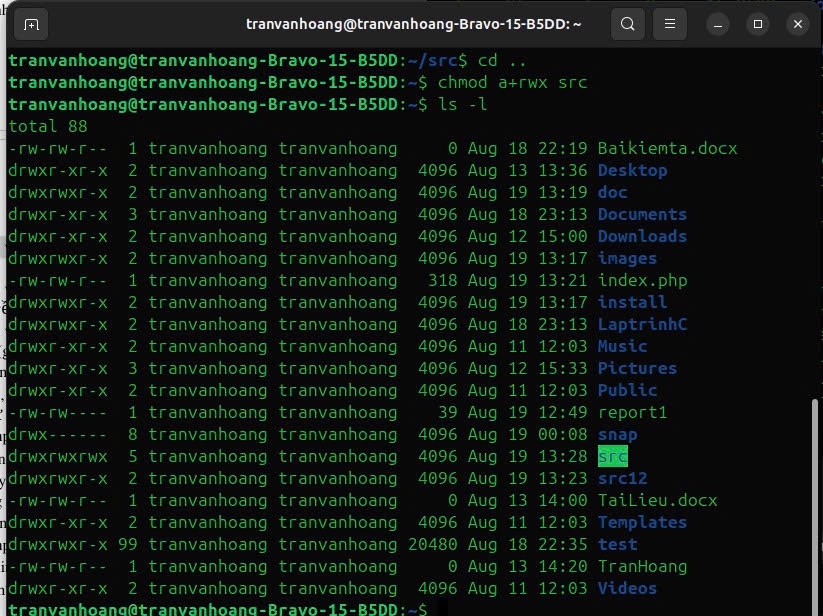 tranvanhoang@tranvanhoang-Bravo-15-B5DD: ~
tranvanhoang@tranvanhoang-Bravo-15-B5DD:~/src$ cd ..
tranvanhoang@tranvanhoang-Bravo-15-B5DD:~$ chmod a+rwx src
tranvanhoang@tranvanhoang-Bravo-15-B5DD:~$ ls -l
total 88
-rw-rw-r--  1 tranvanhoang tranvanhoang     0 Aug 18 22:19 Baikiemta.docx
drwxr-xr-x  2 tranvanhoang tranvanhoang  4096 Aug 13 13:36 Desktop
drwxrwxr-x  2 tranvanhoang tranvanhoang  4096 Aug 19 13:19 doc
drwxr-xr-x  3 tranvanhoang tranvanhoang  4096 Aug 18 23:13 Documents
drwxr-xr-x  2 tranvanhoang tranvanhoang  4096 Aug 12 15:00 Downloads
drwxrwxr-x  2 tranvanhoang tranvanhoang  4096 Aug 19 13:17 images
-rw-rw-r--  1 tranvanhoang tranvanhoang   318 Aug 19 13:21 index.php
drwxrwxr-x  2 tranvanhoang tranvanhoang  4096 Aug 19 13:17 install
drwxrwxr-x  2 tranvanhoang tranvanhoang  4096 Aug 18 23:13 LaptrinhC
drwxr-xr-x  2 tranvanhoang tranvanhoang  4096 Aug 11 12:03 Music
drwxr-xr-x  3 tranvanhoang tranvanhoang  4096 Aug 12 15:33 Pictures
drwxr-xr-x  2 tranvanhoang tranvanhoang  4096 Aug 11 12:03 Public
-rw-rw----  1 tranvanhoang tranvanhoang    39 Aug 19 12:49 report1
drwx------  8 tranvanhoang tranvanhoang  4096 Aug 19 00:08 snap
drwxrwxrwx  5 tranvanhoang tranvanhoang  4096 Aug 19 13:28 src
drwxrwxr-x  2 tranvanhoang tranvanhoang  4096 Aug 19 13:23 src12
-rw-rw-r--  1 tranvanhoang tranvanhoang     0 Aug 13 14:00 TaiLieu.docx
drwxr-xr-x  2 tranvanhoang tranvanhoang  4096 Aug 11 12:03 Templates
drwxrwxr-x 99 tranvanhoang tranvanhoang 20480 Aug 18 22:35 test
-rw-rw-r--  1 tranvanhoang tranvanhoang     0 Aug 13 14:20 TranHoang
drwxr-xr-x  2 tranvanhoang tranvanhoang  4096 Aug 11 12:03 Videos
tranvanhoang@tranvanhoang-Bravo-15-B5DD:~$